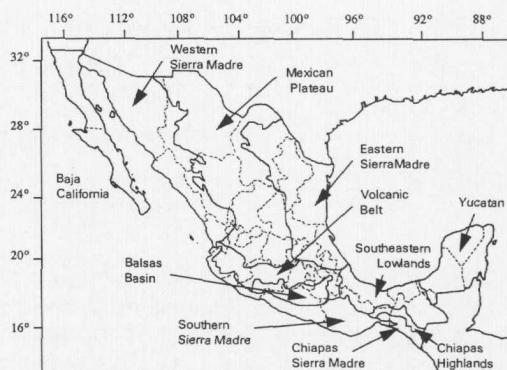 116° 112° 108° 104° 100° 96° 92° 88°
32°
28°
24°
20°
16°
Western
Sierra Madre
Mexican
Plateau
Eastern
SierraMadre
Baja
California
Volcanic
Belt
Yucatan
Southeastern
Lowlands
Balsas
Basin
Southern
Sierra Madre
Chiapas
Sierra Madre
Chiapas
Highlands